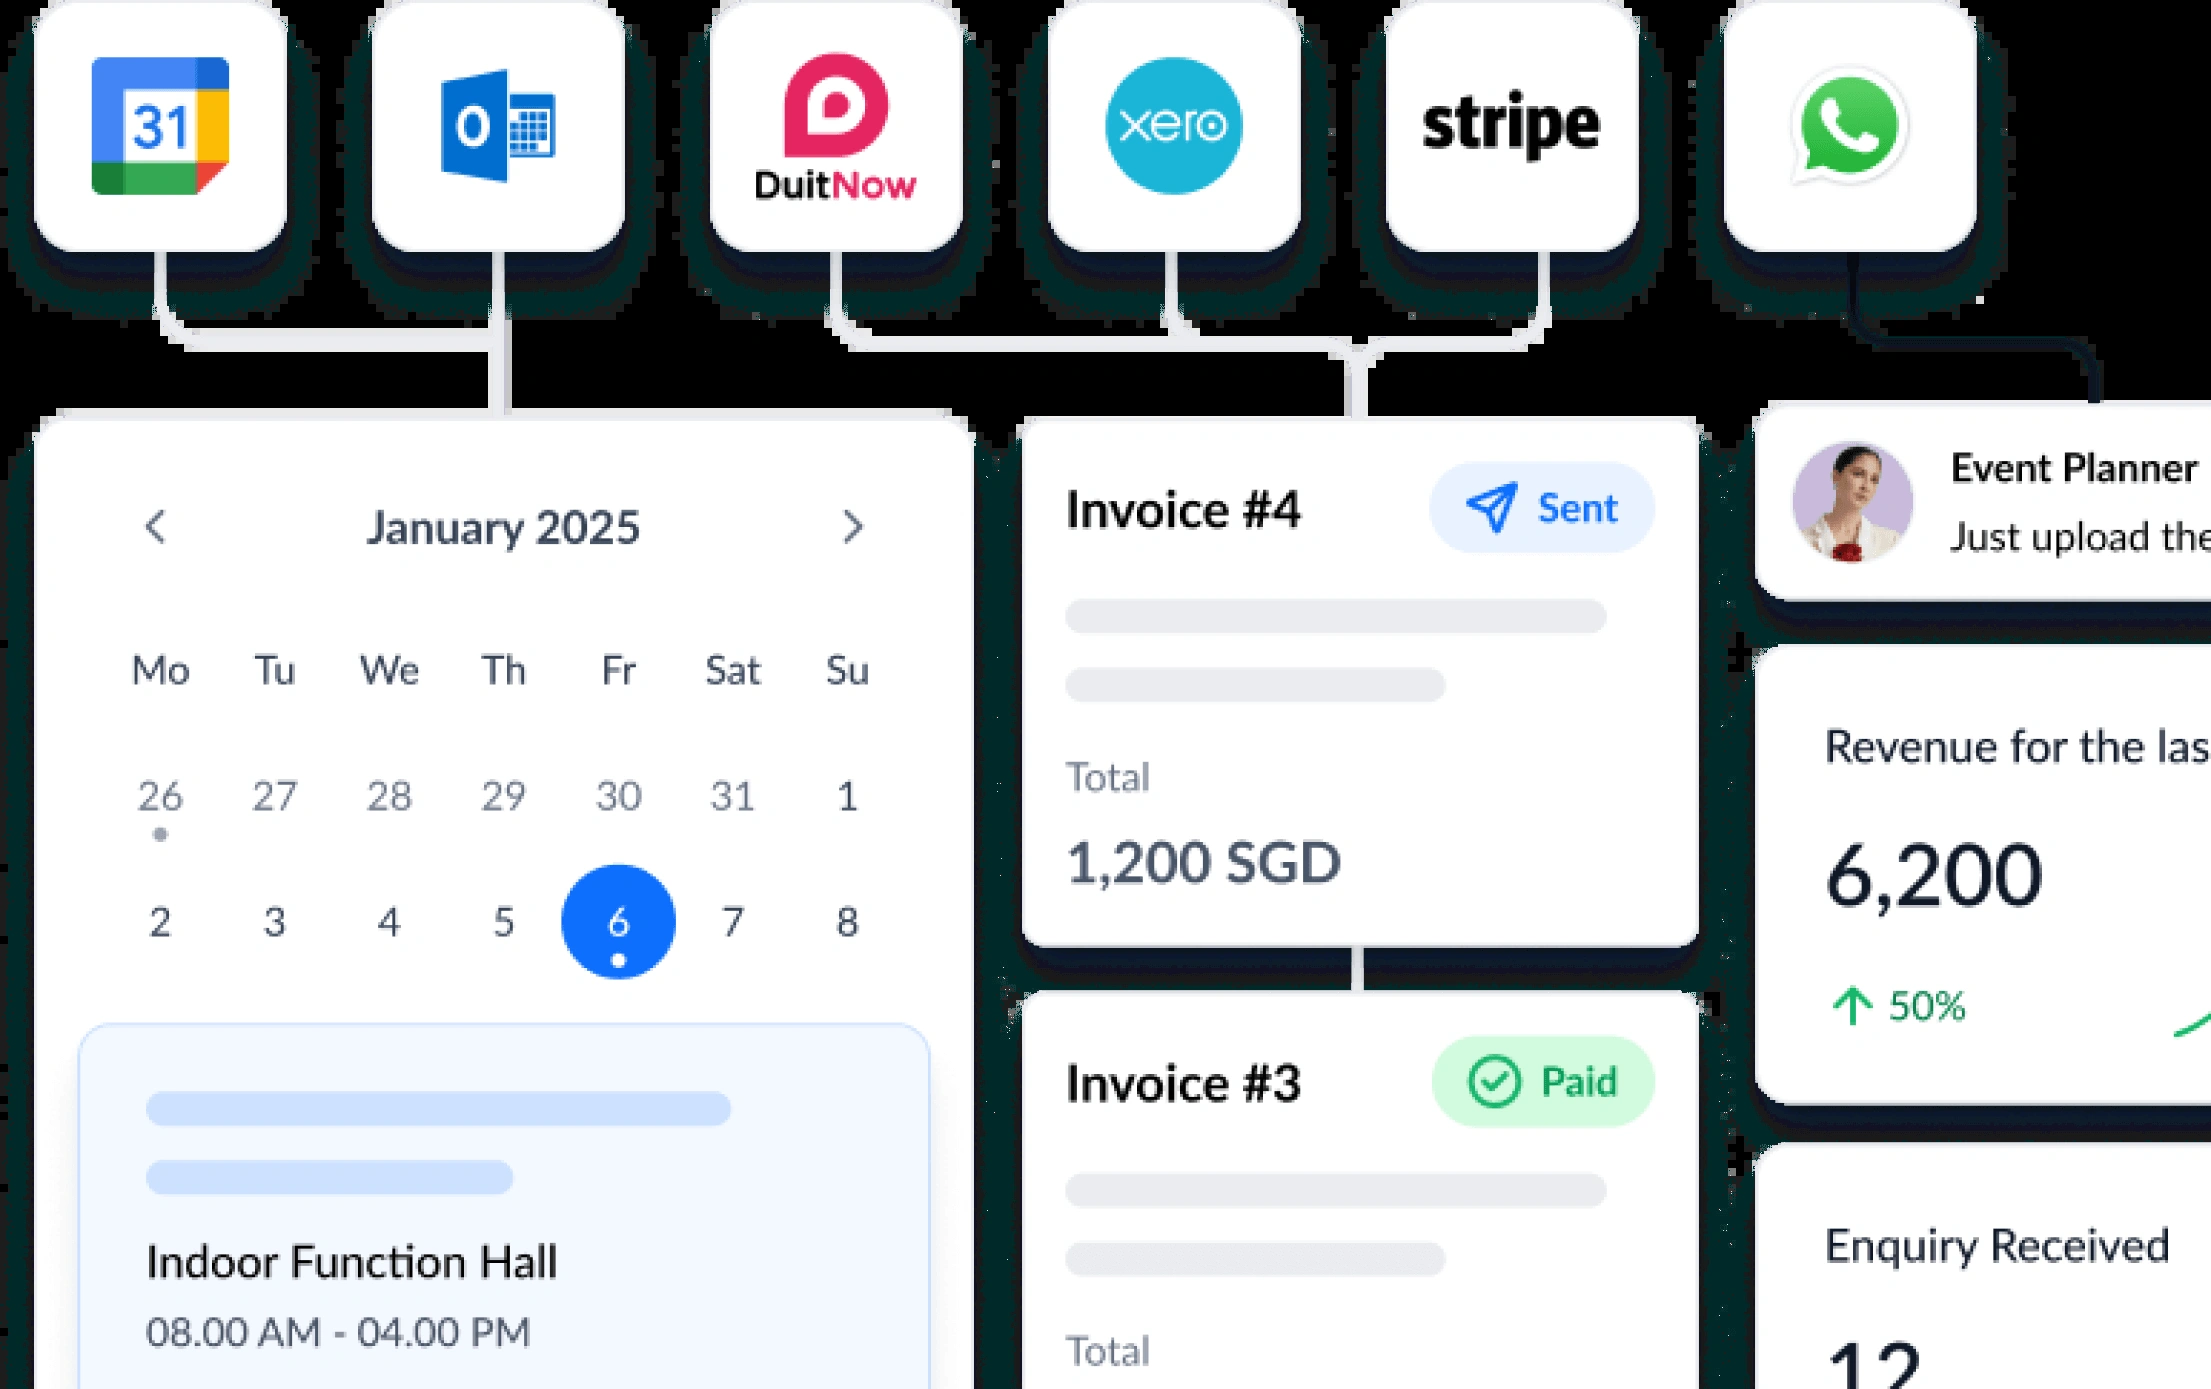 31
O
DuitNow
xero
stripe
January 2025
Mo Tu We Th Fr Sat Su
26 27 28 29 30 31 1
2 3 4 5 6 7 8
Indoor Function Hall
08.00 AM - 04.00 PM
Invoice #4
Sent
Total
1,200 SGD
Invoice #3
Paid
Total
Event Planner
Just upload the
Revenue for the las
6,200
50%
Enquiry Received
12